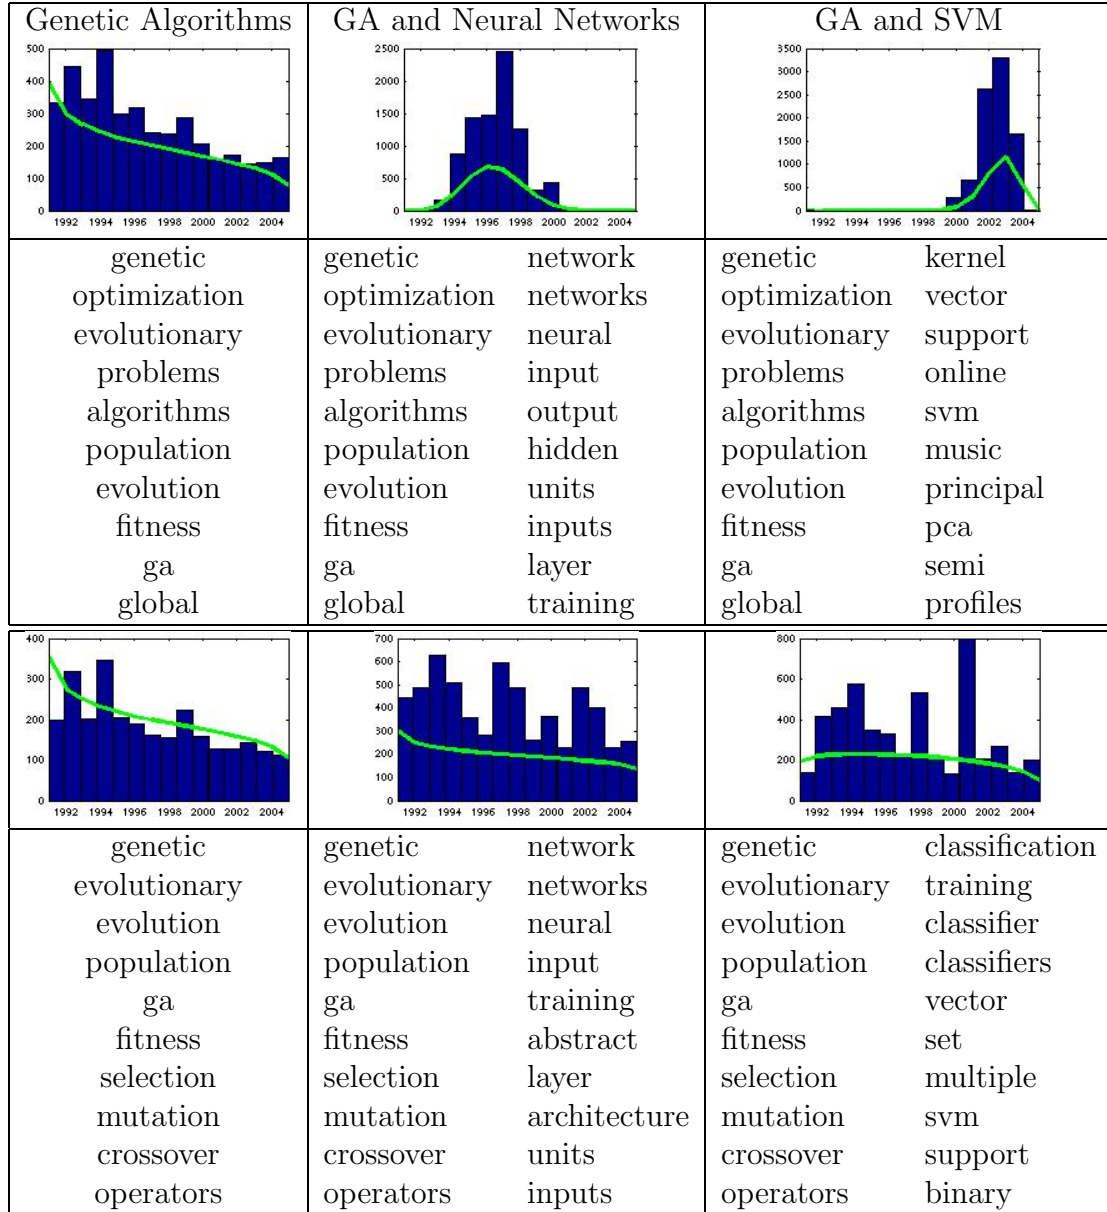 Genetic Algorithms GA and Neural Networks GA and SVM
500 2500 3500
400 2000 3000
300 1500 2500
200 1000 2000
100 500 1500
0 0 1000
500
0
1992 1994 1996 1998 2000 2002 2004 1992 1994 1996 1998 2000 2002 2004 1992 1994 1996 1998 2000 2002 2004
genetic genetic network genetic kernel
optimization optimization networks optimization vector
evolutionary evolutionary neural evolutionary support
problems problems input problems online
algorithms algorithms output algorithms svm
population population hidden population music
evolution evolution units evolution principal
fitness fitness inputs fitness pca
ga ga layer ga semi
global global training global profiles
400 700 800
300 600 600
200 500 400
100 400 200
0 300 0
200
100
0
1992 1994 1996 1998 2000 2002 2004 1992 1994 1996 1998 2000 2002 2004 1992 1994 1996 1998 2000 2002 2004
genetic genetic network genetic classification
evolutionary evolutionary networks evolutionary training
evolution evolution neural evolution classifier
population population input population classifiers
ga ga training ga vector
fitness fitness abstract fitness set
selection selection layer selection multiple
mutation mutation architecture mutation svm
crossover crossover units crossover support
operators operators inputs operators binary